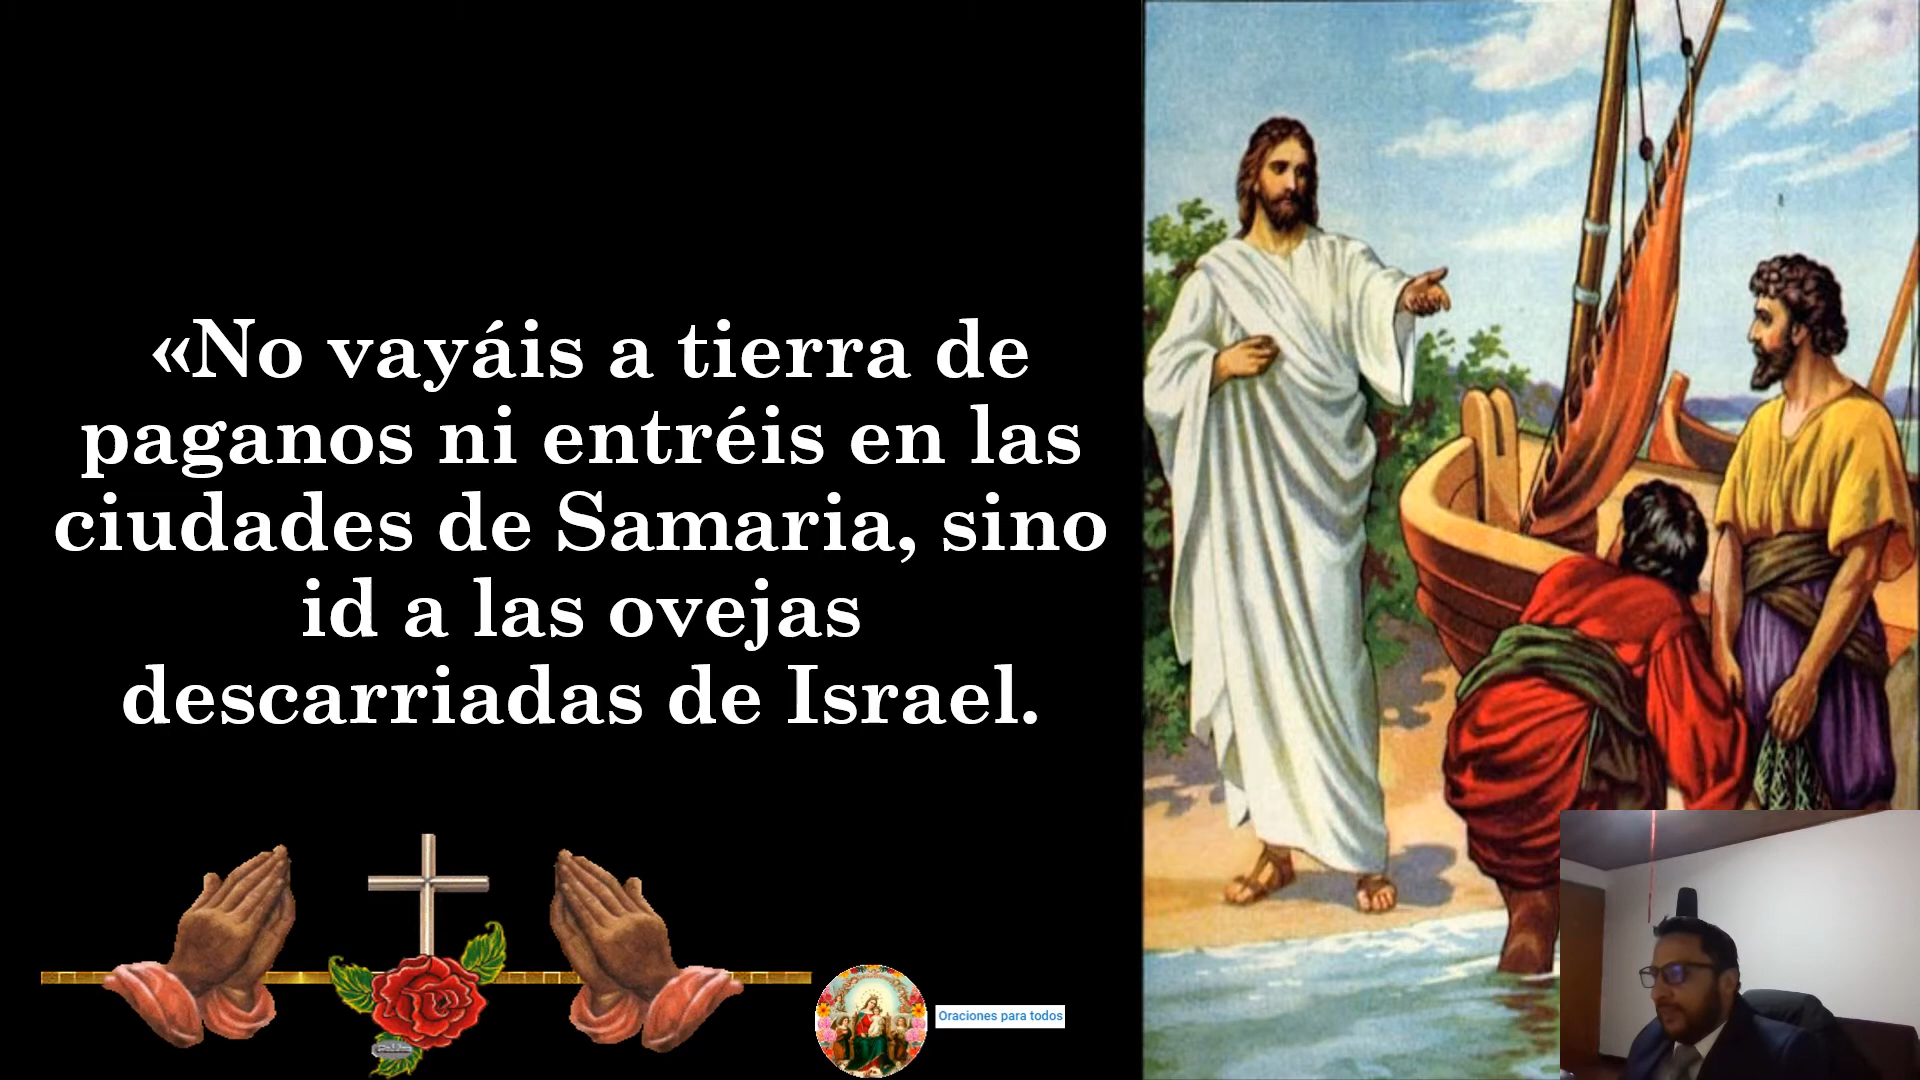 «No vayáis a tierra de
paganos ni entréis en las
ciudades de Samaria, sino
id a las ovejas
descarriadas de Israel.
Oraciones para todos